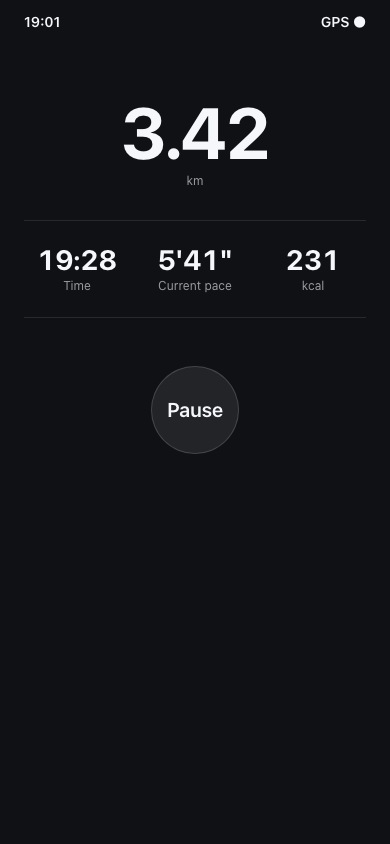 19:01 GPS
3.42
km
19:28 5'41" 231
Time Current pace kcal
Pause